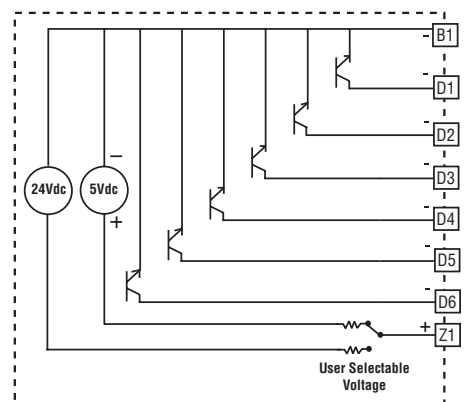 - B1
- D1
- D2
- D3
24Vdc
5Vdc
-
+
- D4
- D5
- D6
+ Z1
User Selectable
Voltage